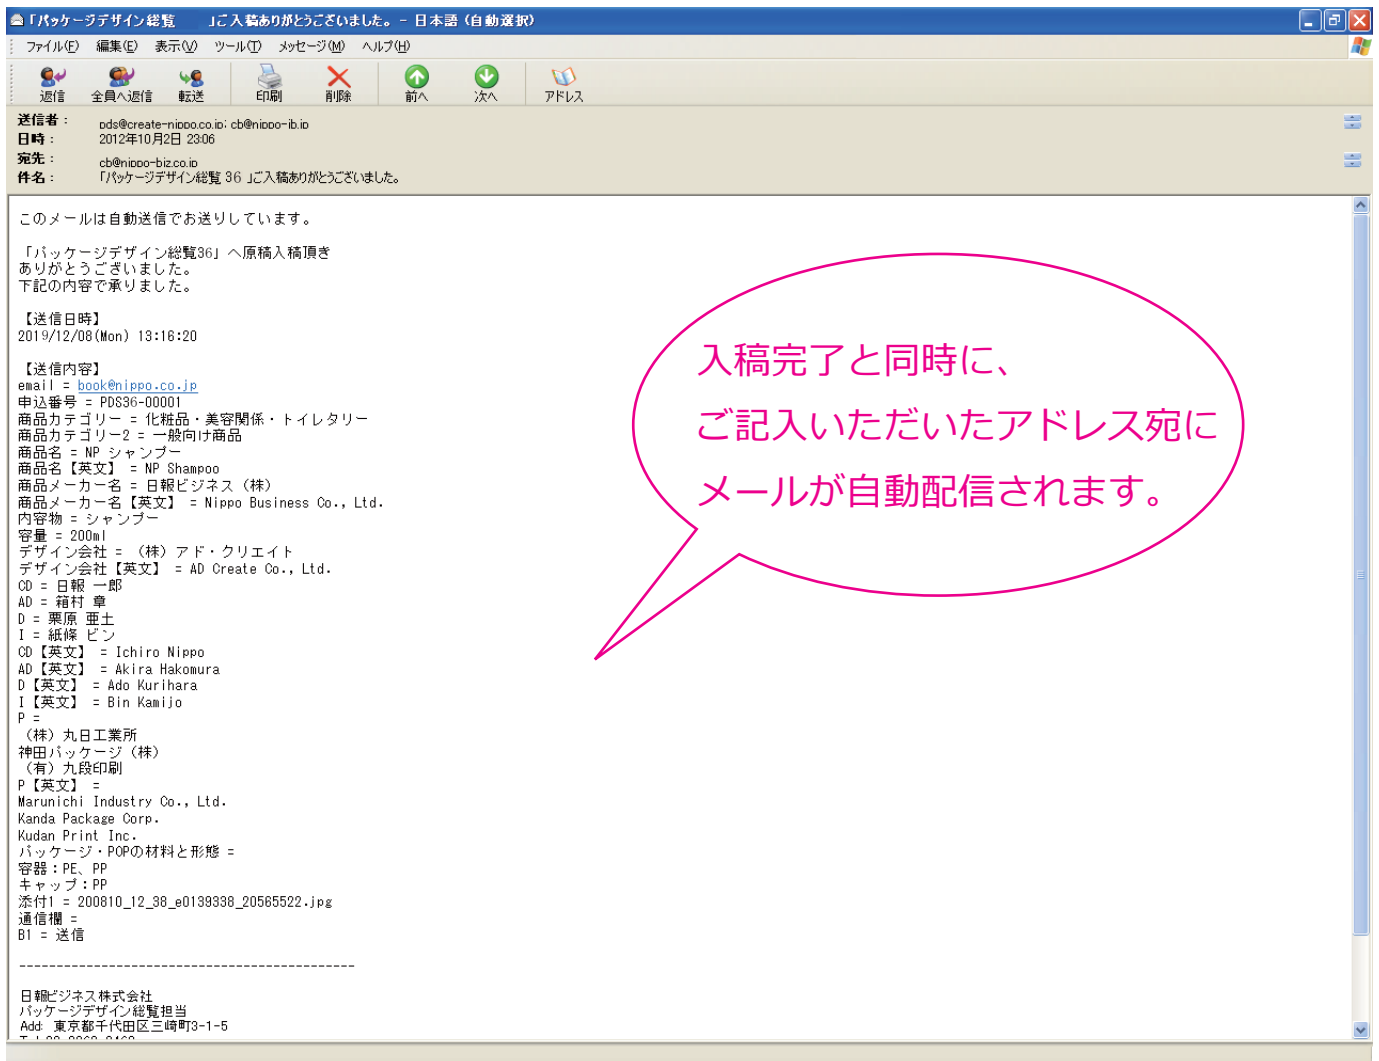 「パッケージデザイン総覧　　」ご入稿ありがとうございました。 - 日本語 (自動選択)
ファイル(F) 編集(E) 表示(V) ツール(T) メッセージ(M) ヘルプ(H)
返信 全員へ返信 転送 印刷 削除 前へ 次へ アドレス
送信者： pds@create-nippo.co.jp; cb@nippo-ib.jp
日時： 2012年10月2日 23:06
宛先： cb@nippo-biz.co.jp
件名： 「パッケージデザイン総覧 36 」ご入稿ありがとうございました。
このメールは自動送信でお送りしています。
「パッケージデザイン総覧36」へ原稿入稿頂き
ありがとうございました。
下記の内容で承りました。
【送信日時】
2019/12/08(Mon) 13:16:20
【送信内容】
email = book@nippo.co.jp
申込番号 = PDS36-00001
商品カテゴリー = 化粧品・美容関係・トイレタリー
商品カテゴリー2 = 一般向け商品
商品名 = NP シャンプー
商品名【英文】 = NP Shampoo
商品メーカー名 = 日報ビジネス（株）
商品メーカー名【英文】 = Nippo Business Co., Ltd.
内容物 = シャンプー
容量 = 200ml
デザイン会社 = （株）アド・クリエイト
デザイン会社【英文】 = AD Create Co., Ltd.
CD = 日報 一郎
AD = 箱村 章
D = 栗原 亜土
I = 紙條 ビン
CD【英文】 = Ichiro Nippo
AD【英文】 = Akira Hakomura
D【英文】 = Ado Kurihara
I【英文】 = Bin Kamijo
P =
（株）丸日工業所
神田パッケージ（株）
（有）九段印刷
P【英文】 =
Marunichi Industry Co., Ltd.
Kanda Package Corp.
Kudan Print Inc.
パッケージ・POPの材料と形態 =
容器：PE、PP
キャップ：PP
添付1 = 200810_12_38_e0139338_20565522.jpg
通信欄 =
B1 = 送信
---------------------------------------------
日報ビジネス株式会社
パッケージデザイン総覧担当
Add: 東京都千代田区三崎町3-1-5
入稿完了と同時に、
ご記入いただいたアドレス宛に
メールが自動配信されます。